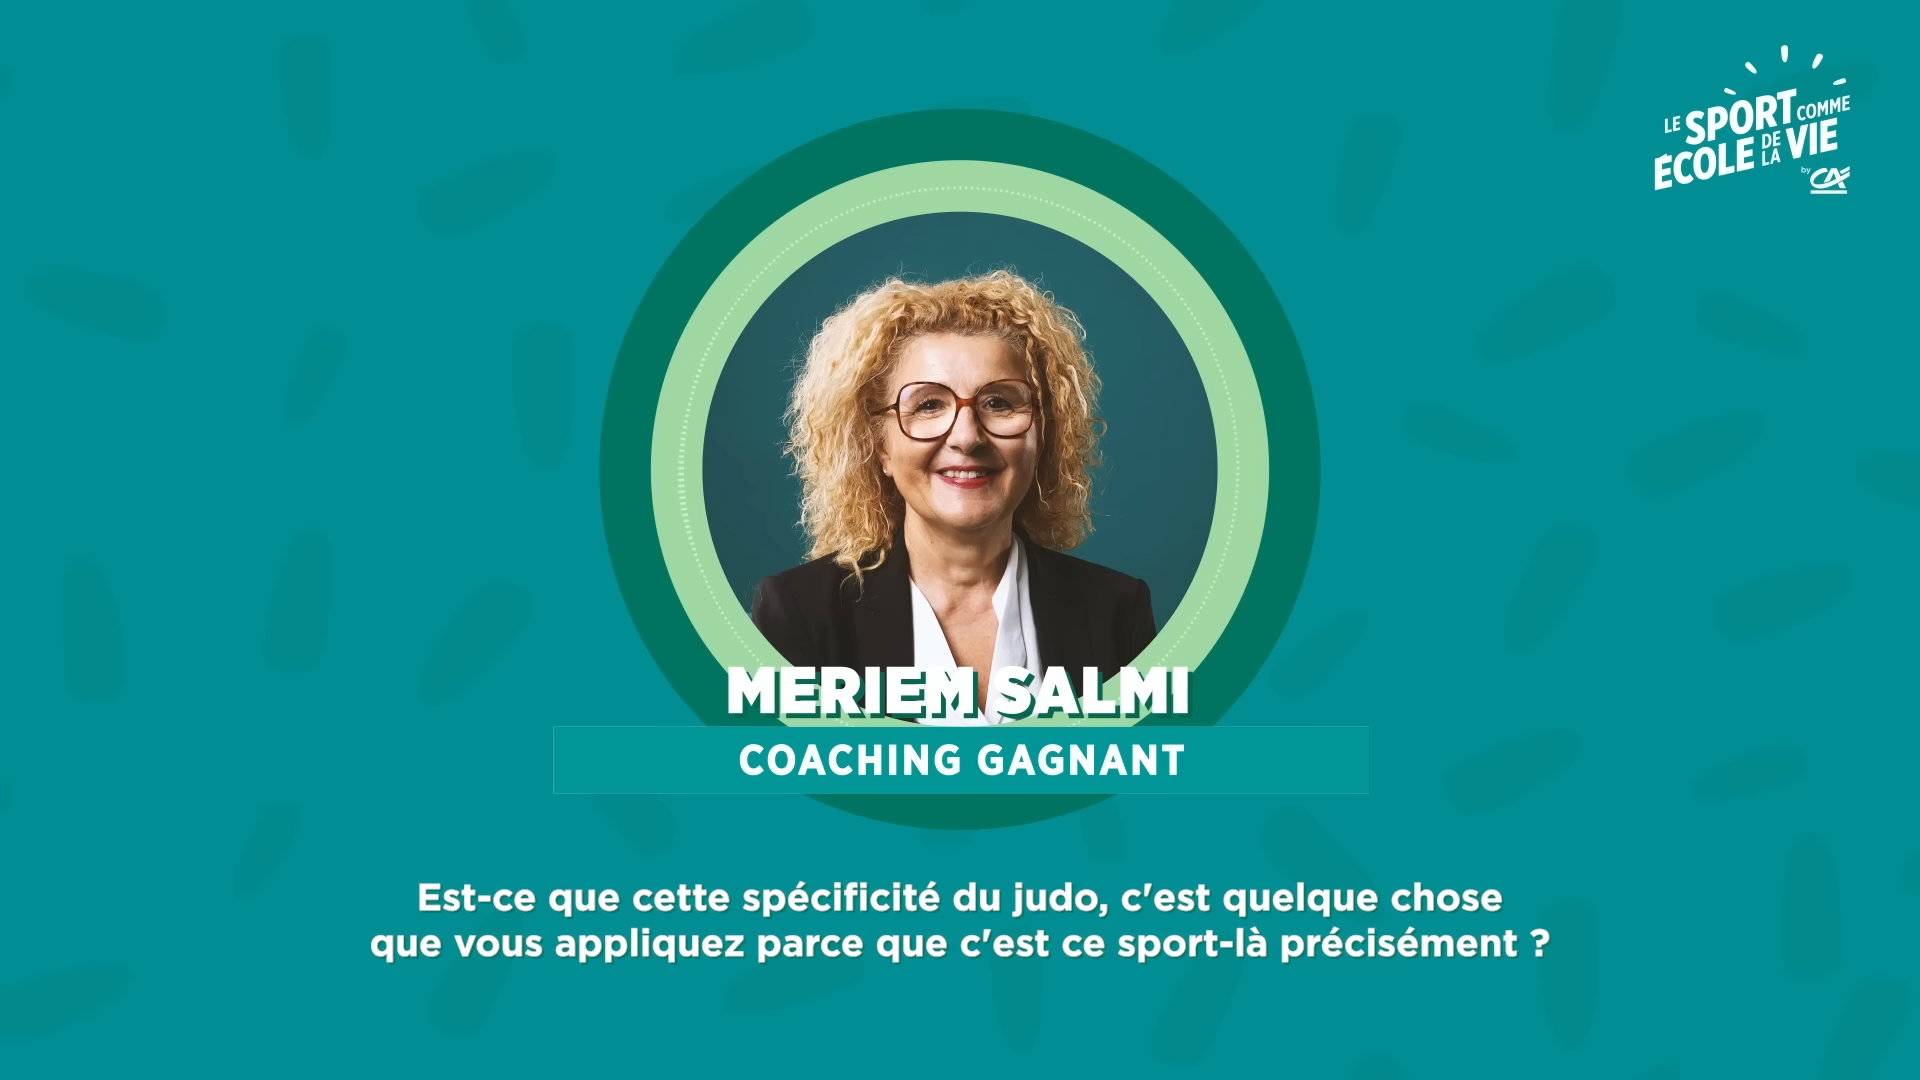 LE SPORT COMME
ÉCOLE DE LA VIE
by CA
MERIEM SALMI
COACHING GAGNANT
Est-ce que cette spécificité du judo, c'est quelque chose
que vous appliquez parce que c'est ce sport-là précisément ?